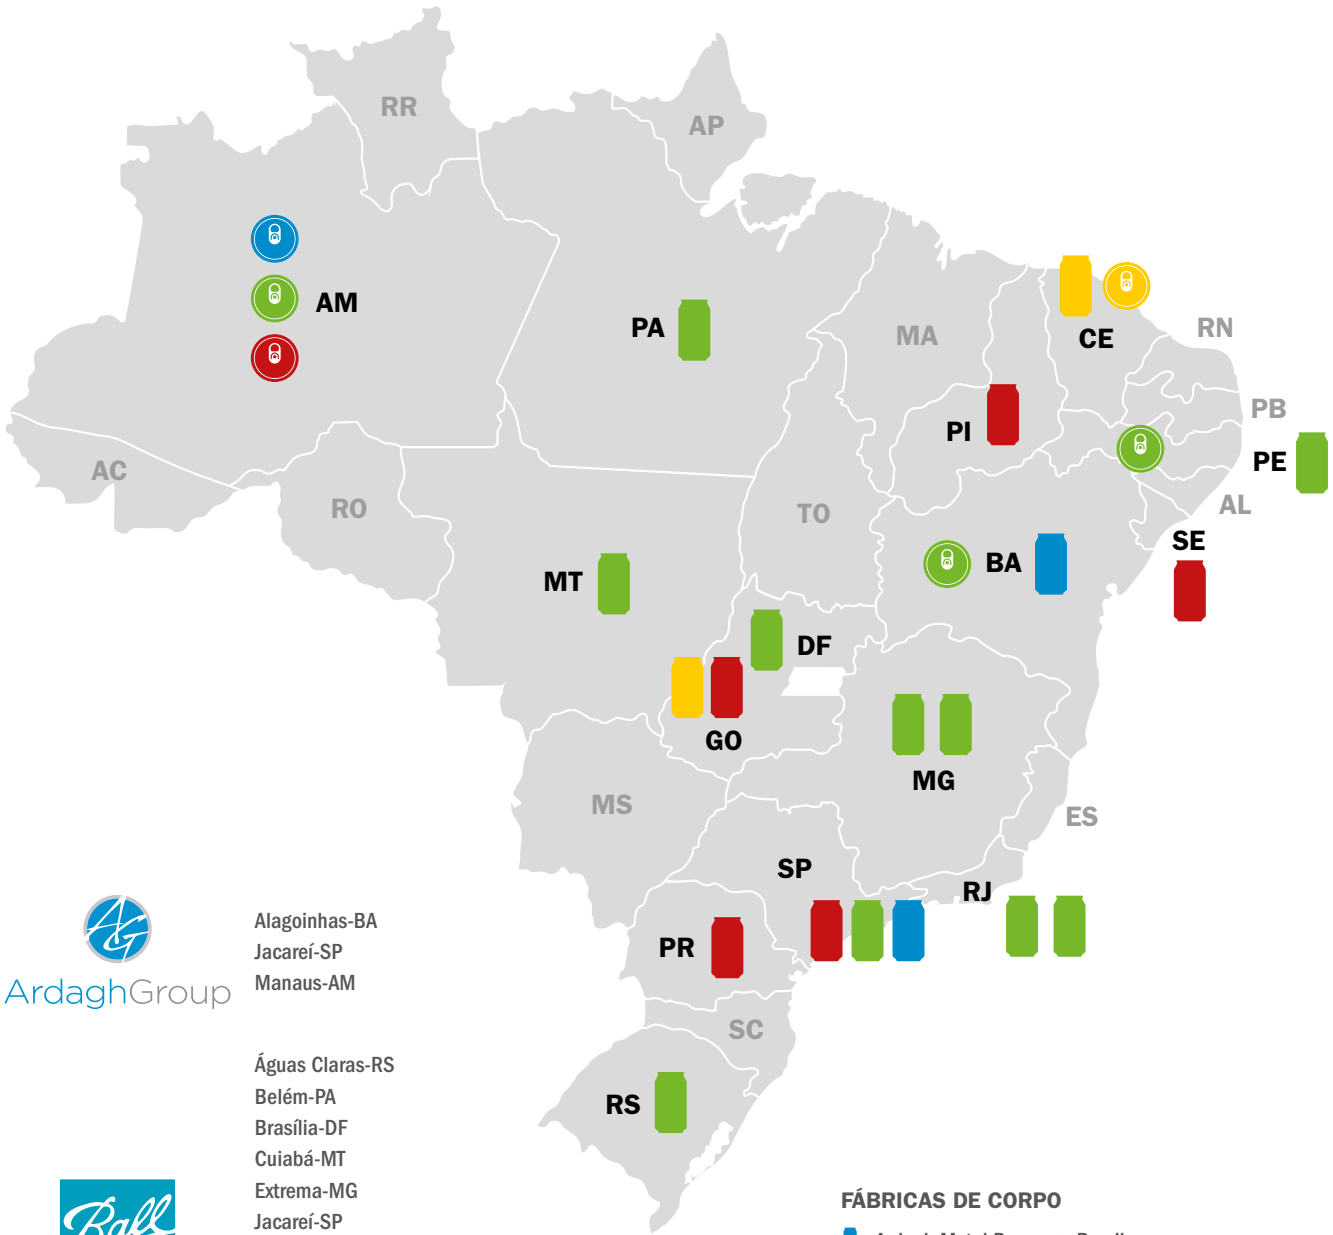 RR
AP
AM
PA
MA
CE
RN
PI
PB
PE
AC
RO
TO
AL
BA
SE
MT
DF
GO
MG
MS
ES
SP
RJ
PR
SC
RS
AG
ArdaghGroup
Alagoinhas-BA
Jacareí-SP
Manaus-AM
Ball
Águas Claras-RS
Belém-PA
Brasília-DF
Cuiabá-MT
Extrema-MG
Jacareí-SP
FÁBRICAS DE CORPO